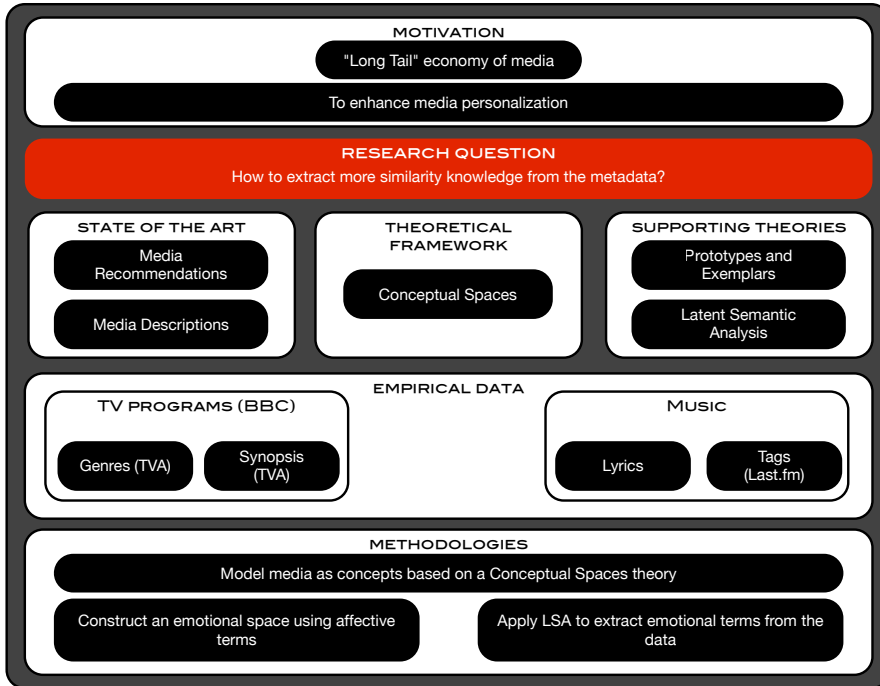 MOTIVATION
"Long Tail" economy of media
To enhance media personalization
RESEARCH QUESTION
How to extract more similarity knowledge from the metadata?
STATE OF THE ART
Media
Recommendations
Media Descriptions
THEORETICAL
FRAMEWORK
Conceptual Spaces
SUPPORTING THEORIES
Prototypes and
Exemplars
Latent Semantic
Analysis
EMPIRICAL DATA
TV PROGRAMS (BBC)
Genres (TVA)
Synopsis
(TVA)
MUSIC
Lyrics
Tags
(Last.fm)
METHODOLOGIES
Model media as concepts based on a Conceptual Spaces theory
Construct an emotional space using affective
terms
Apply LSA to extract emotional terms from the
data